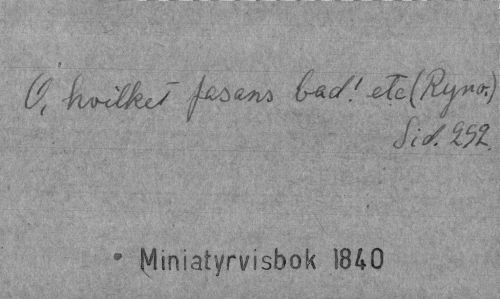 O, hvilket fasans bad! etc (Ryno.)
Sid. 252.
• Miniatyrvisbok 1840